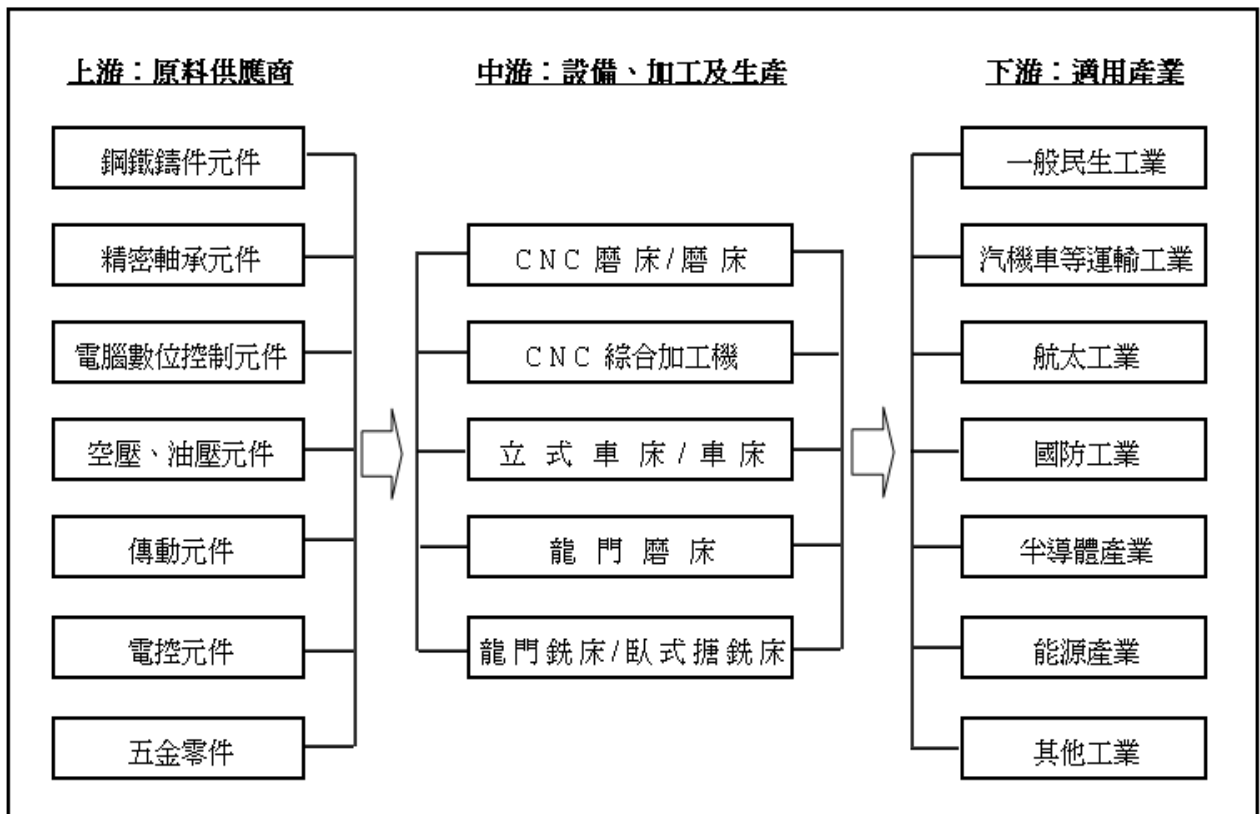 上游：原料供應商
鋼鐵鑄件元件
精密軸承元件
電腦數位控制元件
空壓、油壓元件
傳動元件
電控元件
五金零件
中游：設備、加工及生產
CNC 磨床/磨床
CNC 綜合加工機
立式車床/車床
龍門磨床
龍門銑床/臥式搪銑床
下游：適用產業
一般民生工業
汽機車等運輸工業
航太工業
國防工業
半導體產業
能源產業
其他工業